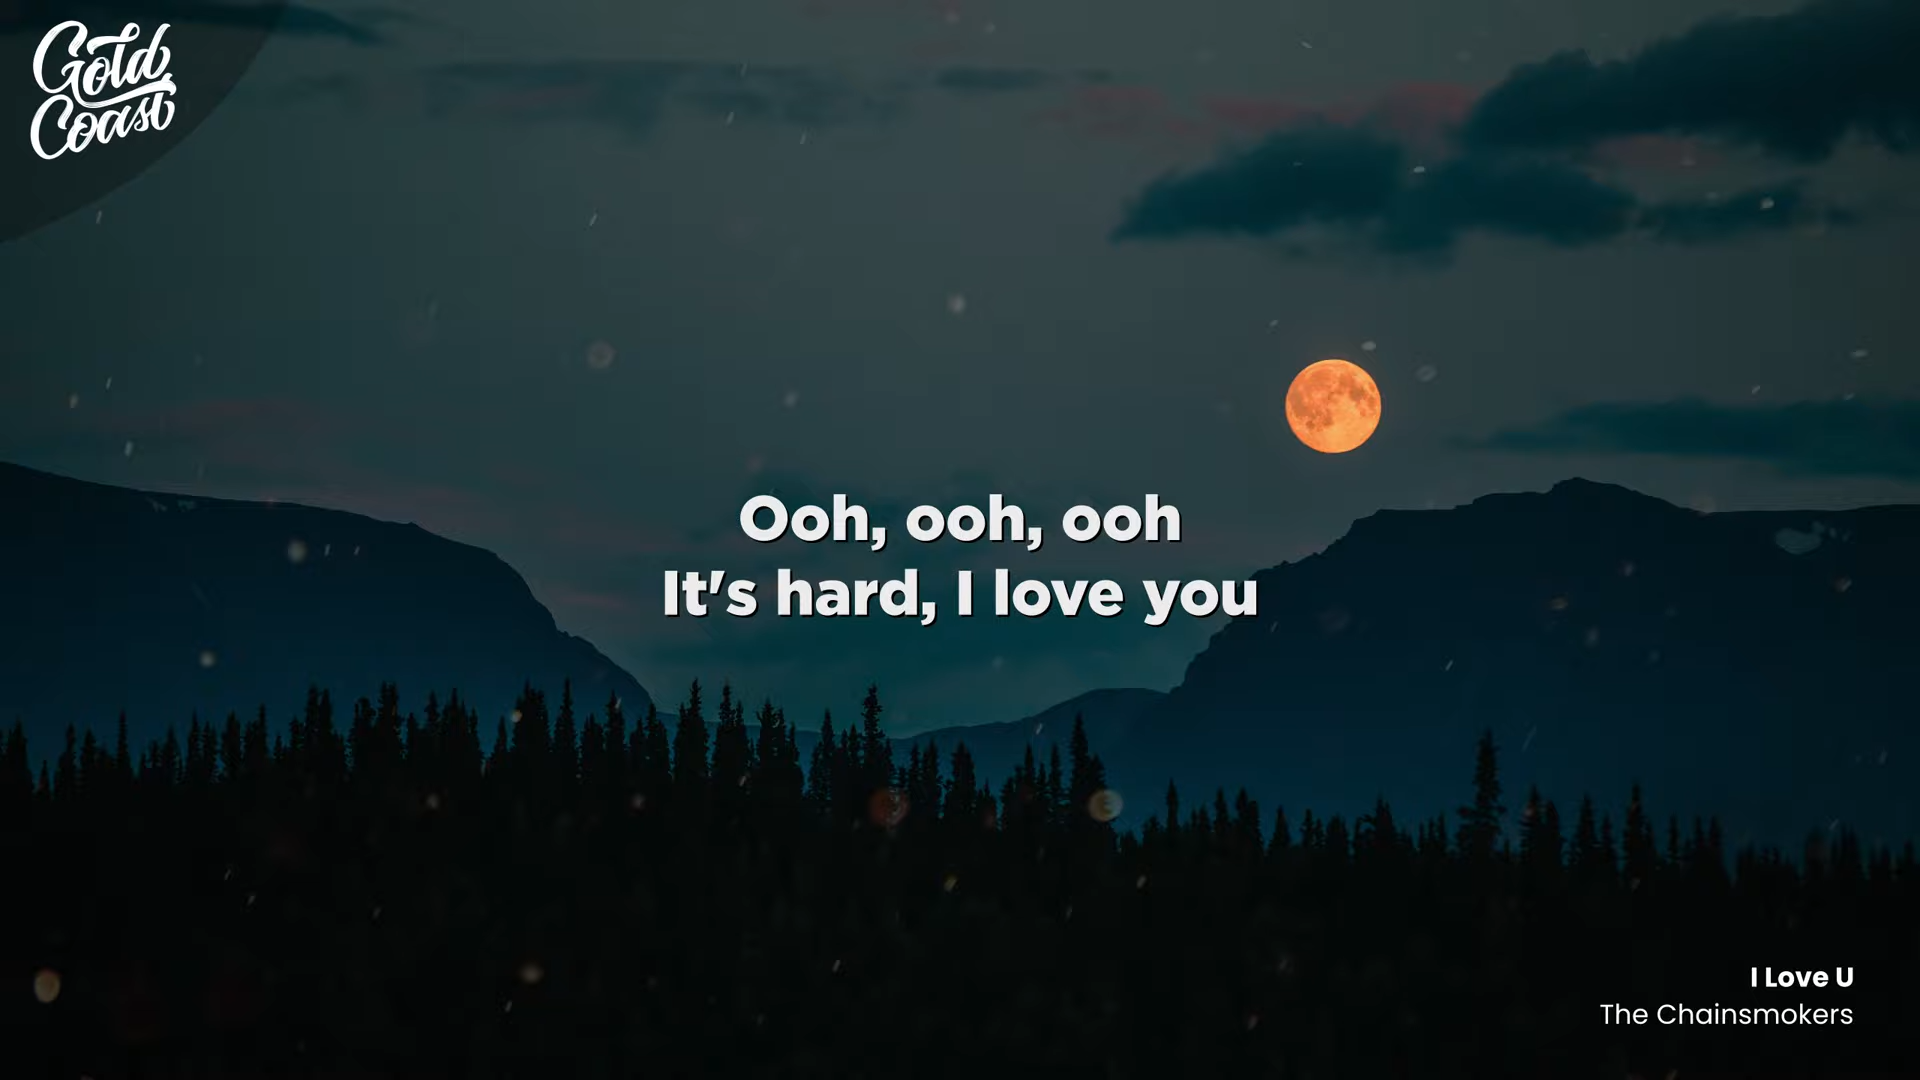 Gold
Coast
Ooh, ooh, ooh
It's hard, I love you
I Love U
The Chainsmokers